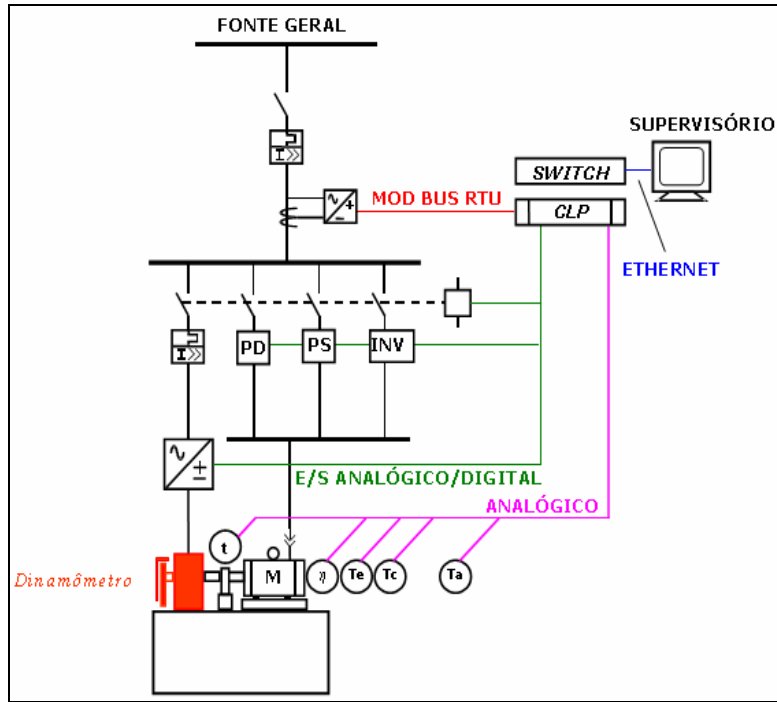 FONTE GERAL
SUPERVISÓRIO
I>>
SWITCH
MOD BUS RTU
CLP
ETHERNET
I>>
PD
PS
INV
E/S ANALÓGICO/DIGITAL
ANALÓGICO
t
Dinamômetro
M
η
Te
Tc
Ta